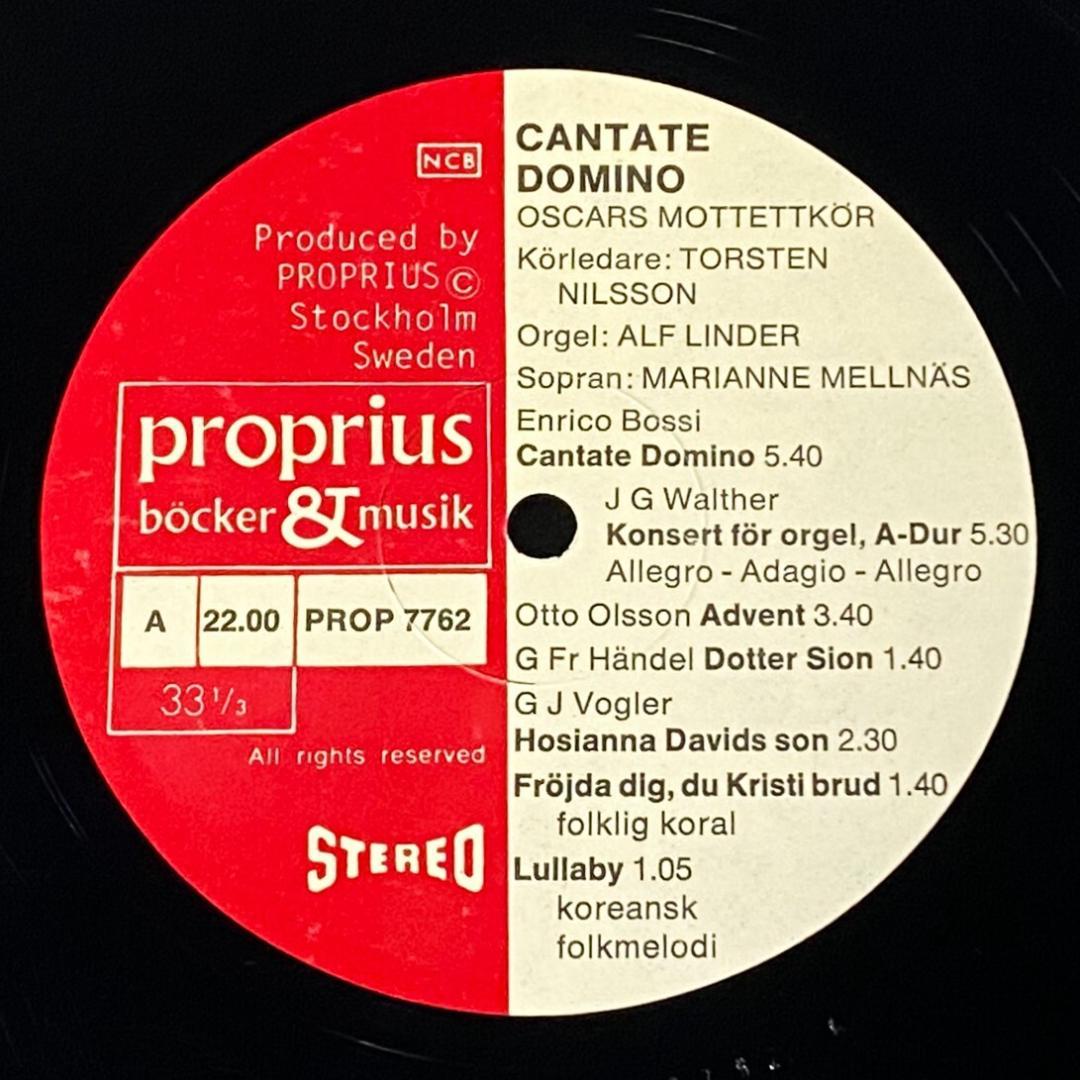 NCB
Produced by
PROPRIUS ©
Stockholm
Sweden
proprius
böcker & musik
A 22.00 PROP 7762
33 1/3
All rights reserved
STEREO
CANTATE
DOMINO
OSCARS MOTTETTKÖR
Körledare: TORSTEN
NILSSON
Orgel: ALF LINDER
Sopran: MARIANNE MELLNÄS
Enrico Bossi
Cantate Domino 5.40
J G Walther
Konsert för orgel, A-Dur 5.30
Allegro - Adagio - Allegro
Otto Olsson Advent 3.40
G Fr Händel Dotter Sion 1.40
G J Vogler
Hosianna Davids son 2.30
Fröjda dig, du Kristi brud 1.40
folklig koral
Lullaby 1.05
koreansk
folkmelodi